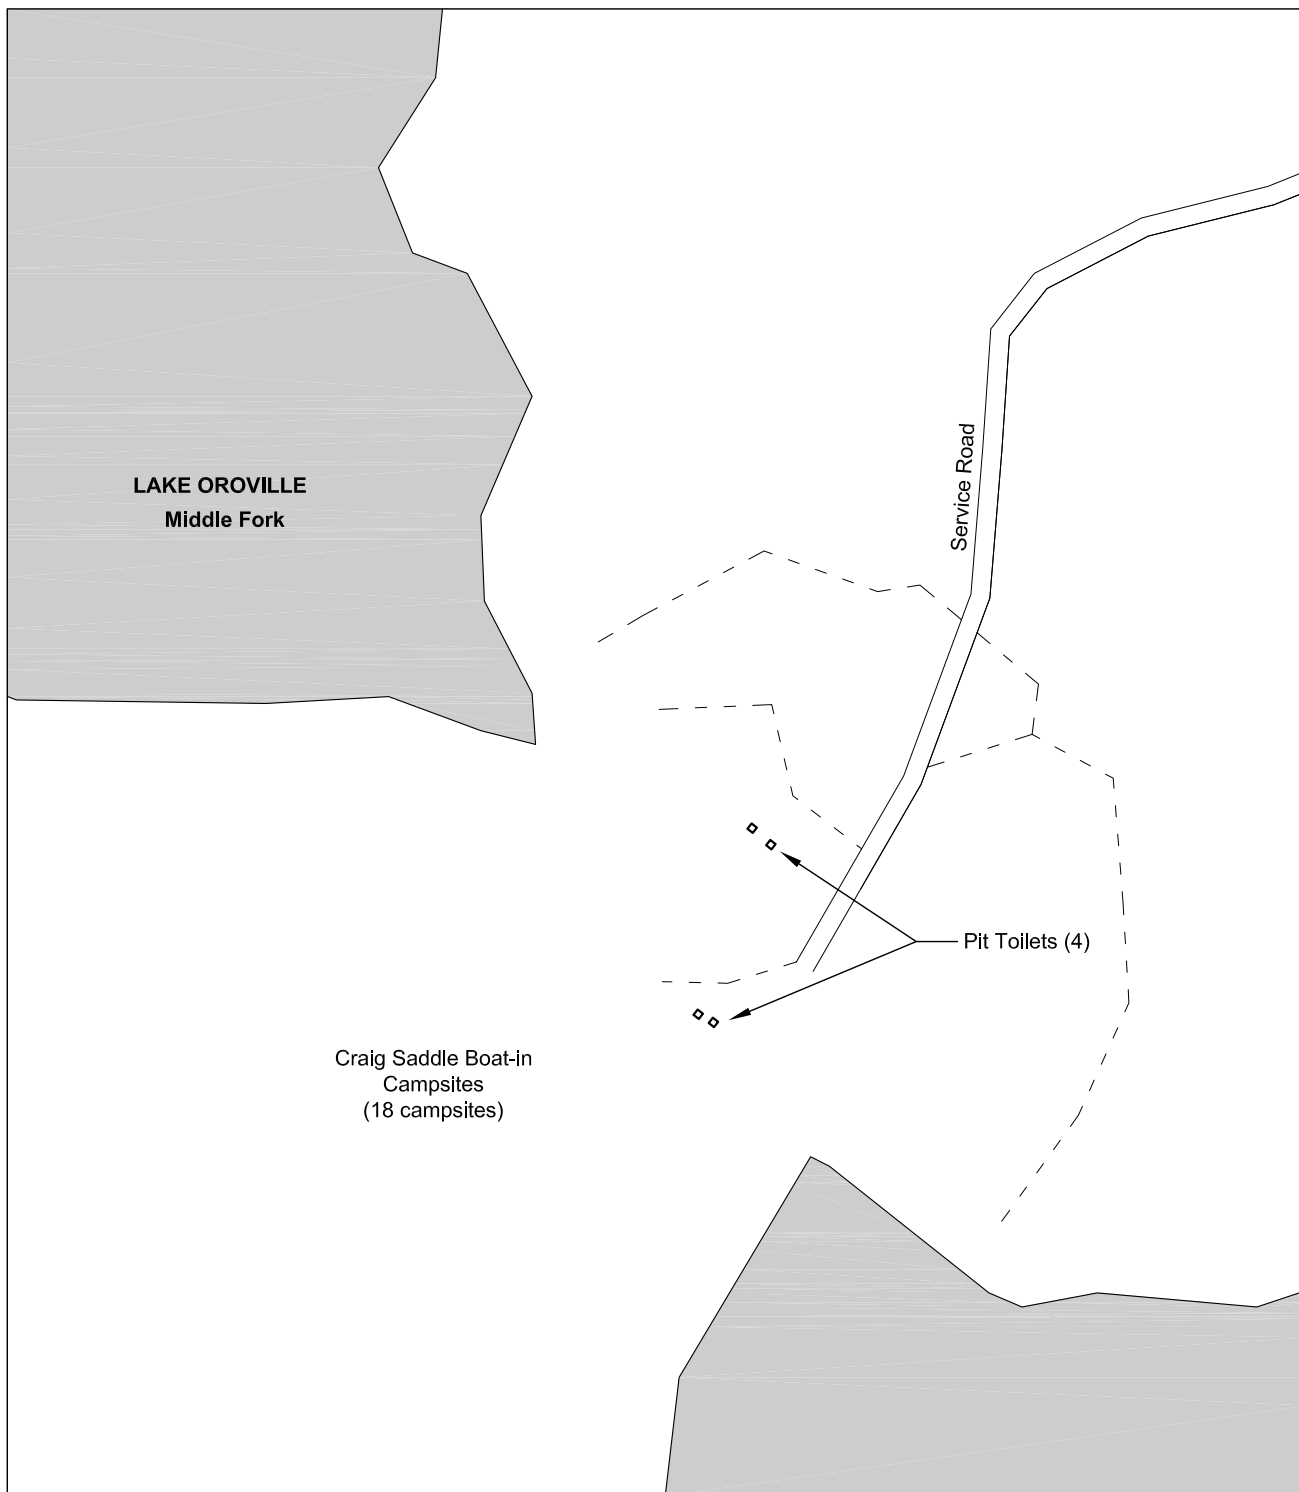 LAKE OROVILLE
Middle Fork
Service Road
Pit Toilets (4)
Craig Saddle Boat-in
Campsites
(18 campsites)